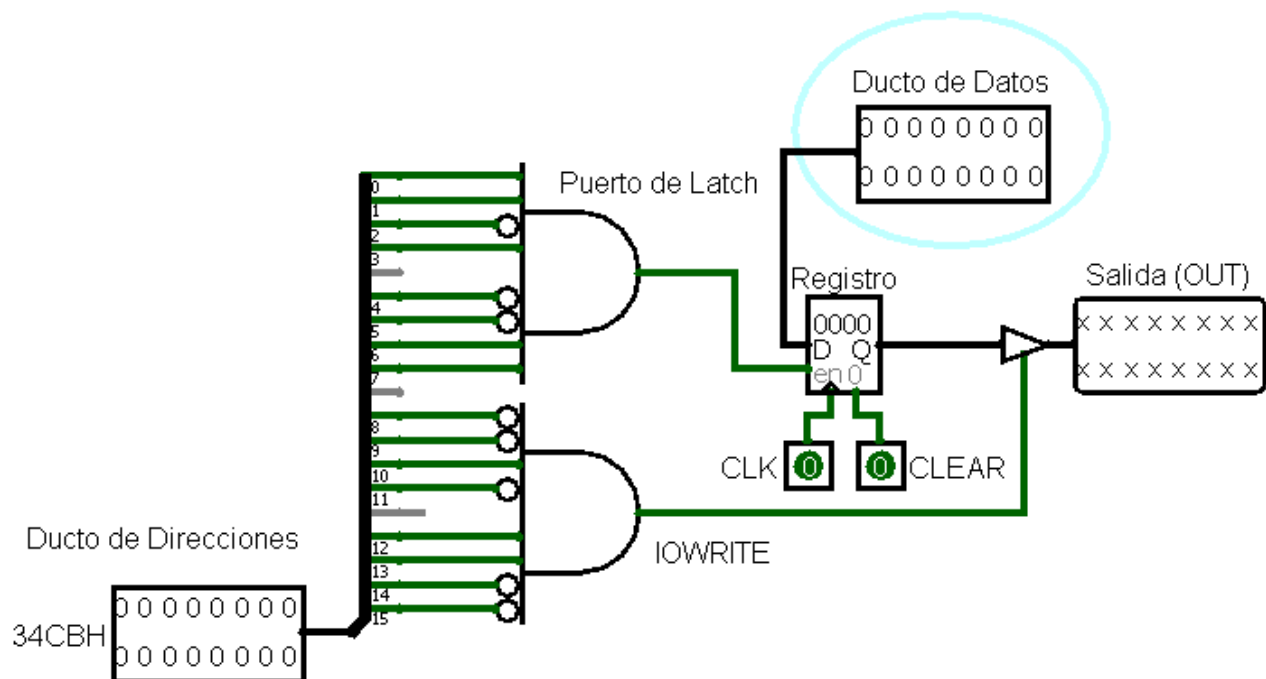 Ducto de Datos
0 0 0 0 0 0 0 0
0 0 0 0 0 0 0 0
Puerto de Latch
0
1
2
3
4
5
6
7
Registro
0000
D Q
en 0
Salida (OUT)
x x x x x x x x
x x x x x x x x
8
9
10
11
12
13
14
15
CLK
0
0
CLEAR
IOWRITE
Ducto de Direcciones
34CBH
0 0 0 0 0 0 0 0
0 0 0 0 0 0 0 0